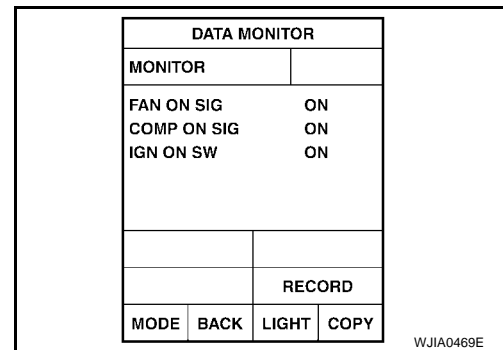 DATA MONITOR
MONITOR
FAN ON SIG ON
COMP ON SIG ON
IGN ON SW ON
RECORD
MODE BACK LIGHT COPY
WJIA0469E